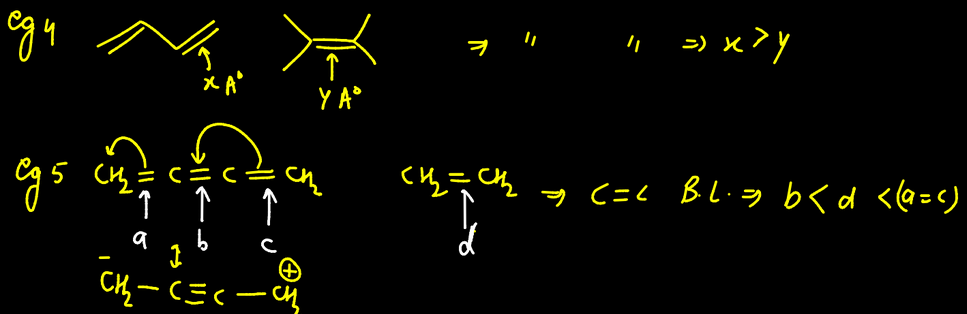 eg 4 x A° y A° ⇒ " " ⇒ x > y
eg 5 CH₂ = C = C = CH₂ CH₂ = CH₂ ⇒ C=C B.L. ⇒ b < d < (a = c)
a b c d
⁻CH₂ — C ≡ C — CH₂ ⊕